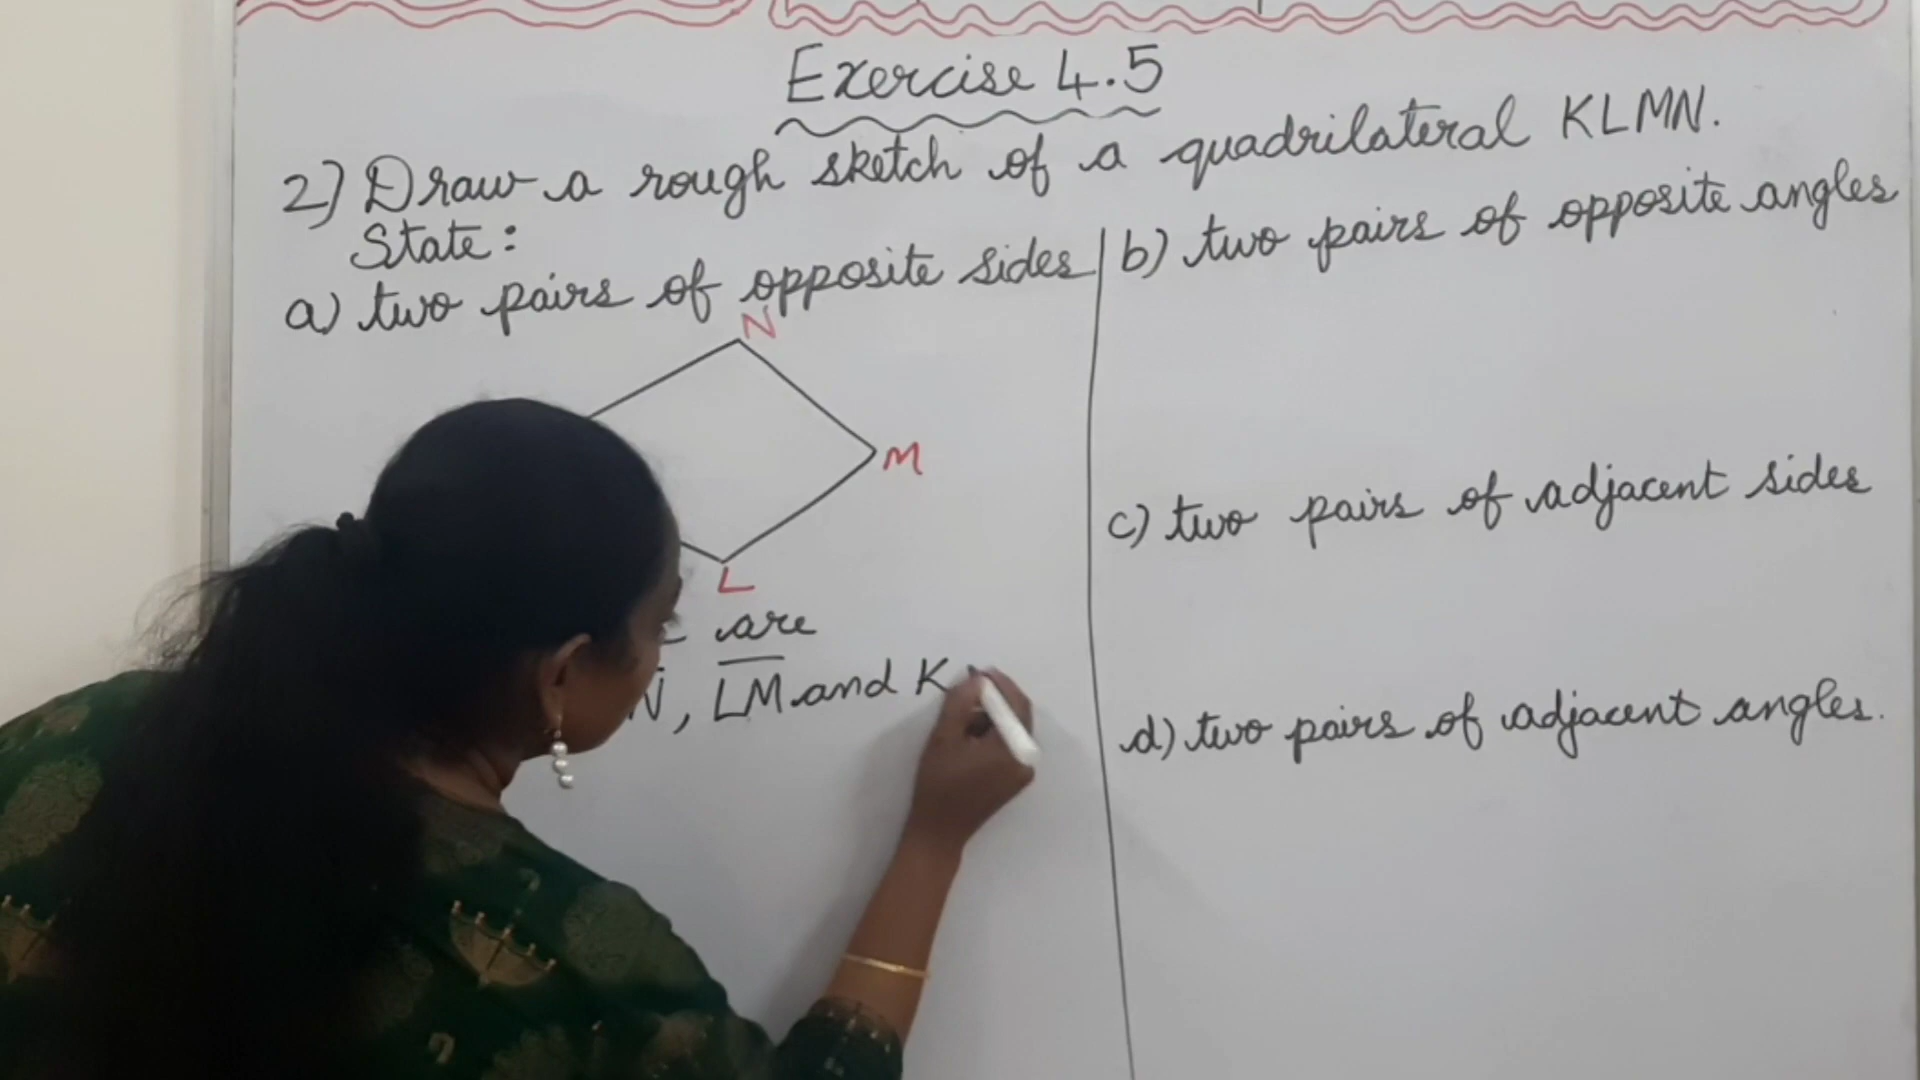 Exercise 4.5
2) Draw a rough sketch of a quadrilateral KLMN.
State:
a) two pairs of opposite sides
N
M
L
are
N, LM and K
b) two pairs of opposite angles
c) two pairs of adjacent sides
d) two pairs of adjacent angles.